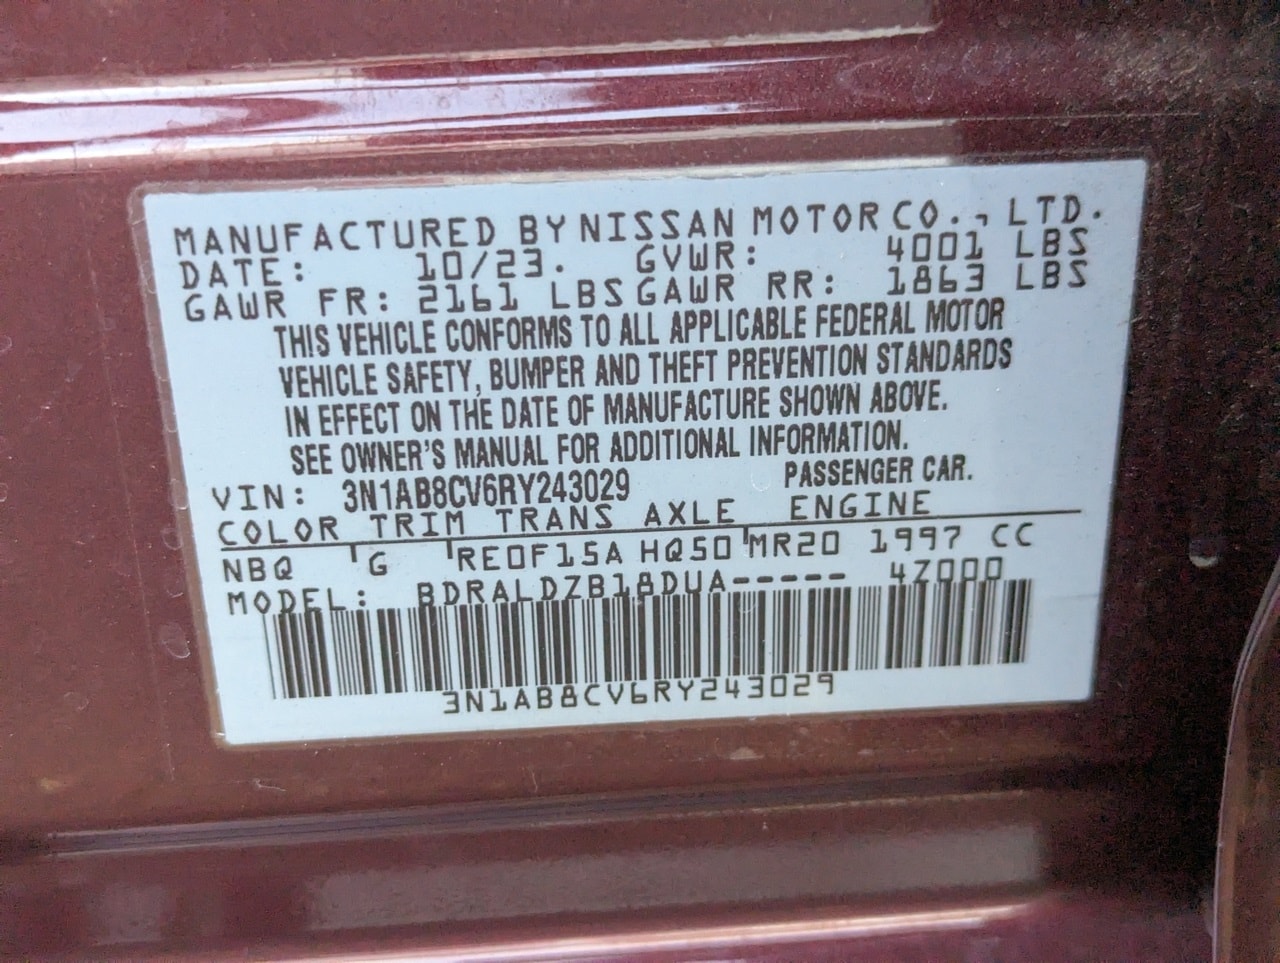 MANUFACTURED BY NISSAN MOTOR CO., LTD.
DATE: 10/23. GVWR: 4001 LBS
GAWR FR: 2161 LBS GAWR RR: 1863 LBS
THIS VEHICLE CONFORMS TO ALL APPLICABLE FEDERAL MOTOR
VEHICLE SAFETY, BUMPER AND THEFT PREVENTION STANDARDS
IN EFFECT ON THE DATE OF MANUFACTURE SHOWN ABOVE.
SEE OWNER'S MANUAL FOR ADDITIONAL INFORMATION.
VIN: 3N1AB8CV6RY243029 PASSENGER CAR.
COLOR TRIM TRANS AXLE ENGINE
NBQ G RE0F15A HQ50 MR20 1997 CC
MODEL: BDRALDZB18DUA----- 4Z000
3N1AB8CV6RY243029